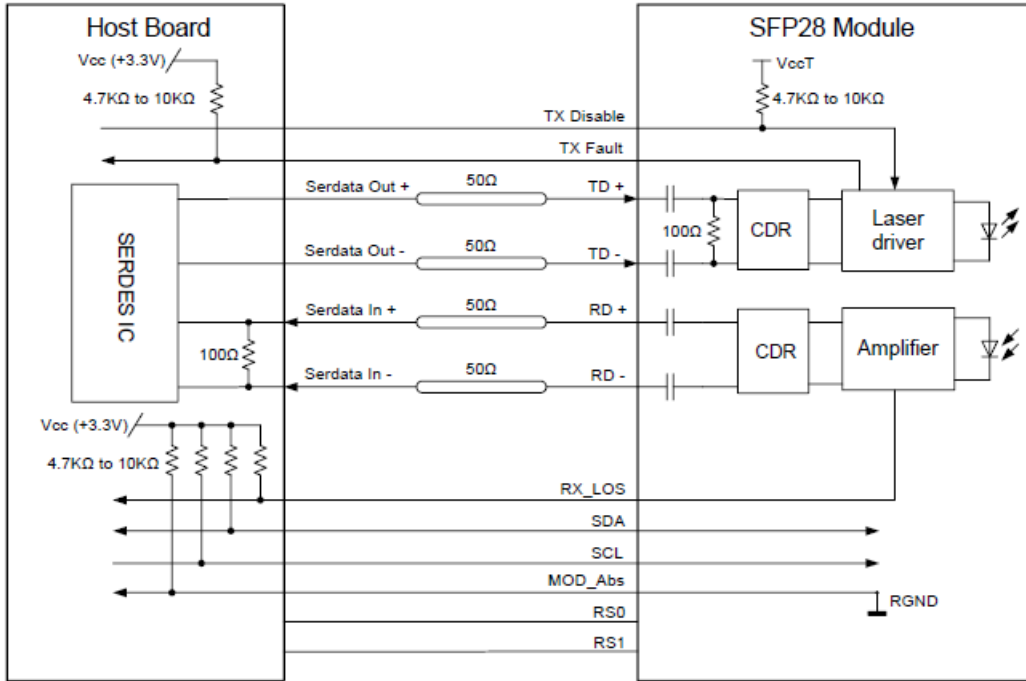 Host Board
SFP28 Module
Vcc (+3.3V)
VccT
4.7KΩ to 10KΩ
4.7KΩ to 10KΩ
TX Disable
TX Fault
Serdata Out +
50Ω
TD +
SERDES IC
100Ω
CDR
Laser
driver
Serdata Out -
50Ω
TD -
Serdata In +
50Ω
RD +
100Ω
CDR
Amplifier
Serdata In -
50Ω
RD -
Vcc (+3.3V)
4.7KΩ to 10KΩ
RX_LOS
SDA
SCL
MOD_Abs
RGND
RS0
RS1